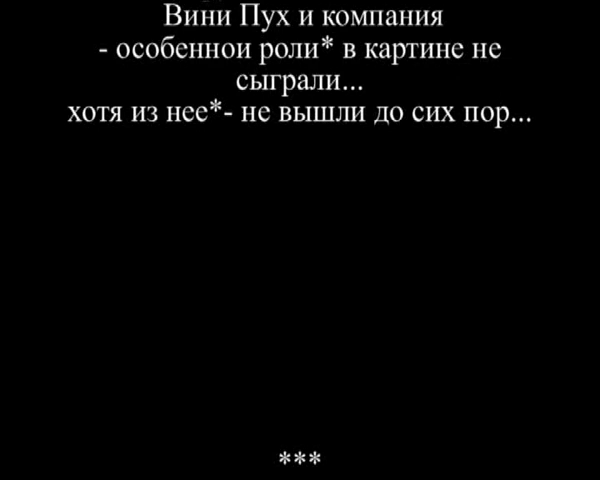 Вини Пух и компания
- особеннои роли* в картине не
сыграли...
хотя из нее*- не вышли до сих пор...
***